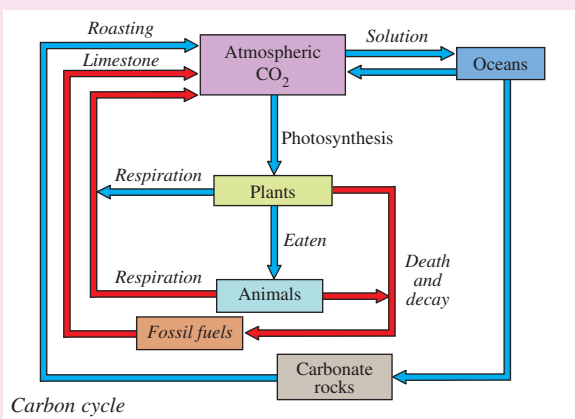 Roasting
Limestone
Atmospheric
CO₂
Solution
Oceans
Photosynthesis
Respiration
Plants
Eaten
Respiration
Animals
Death
and
decay
Fossil fuels
Carbonate
rocks
Carbon cycle